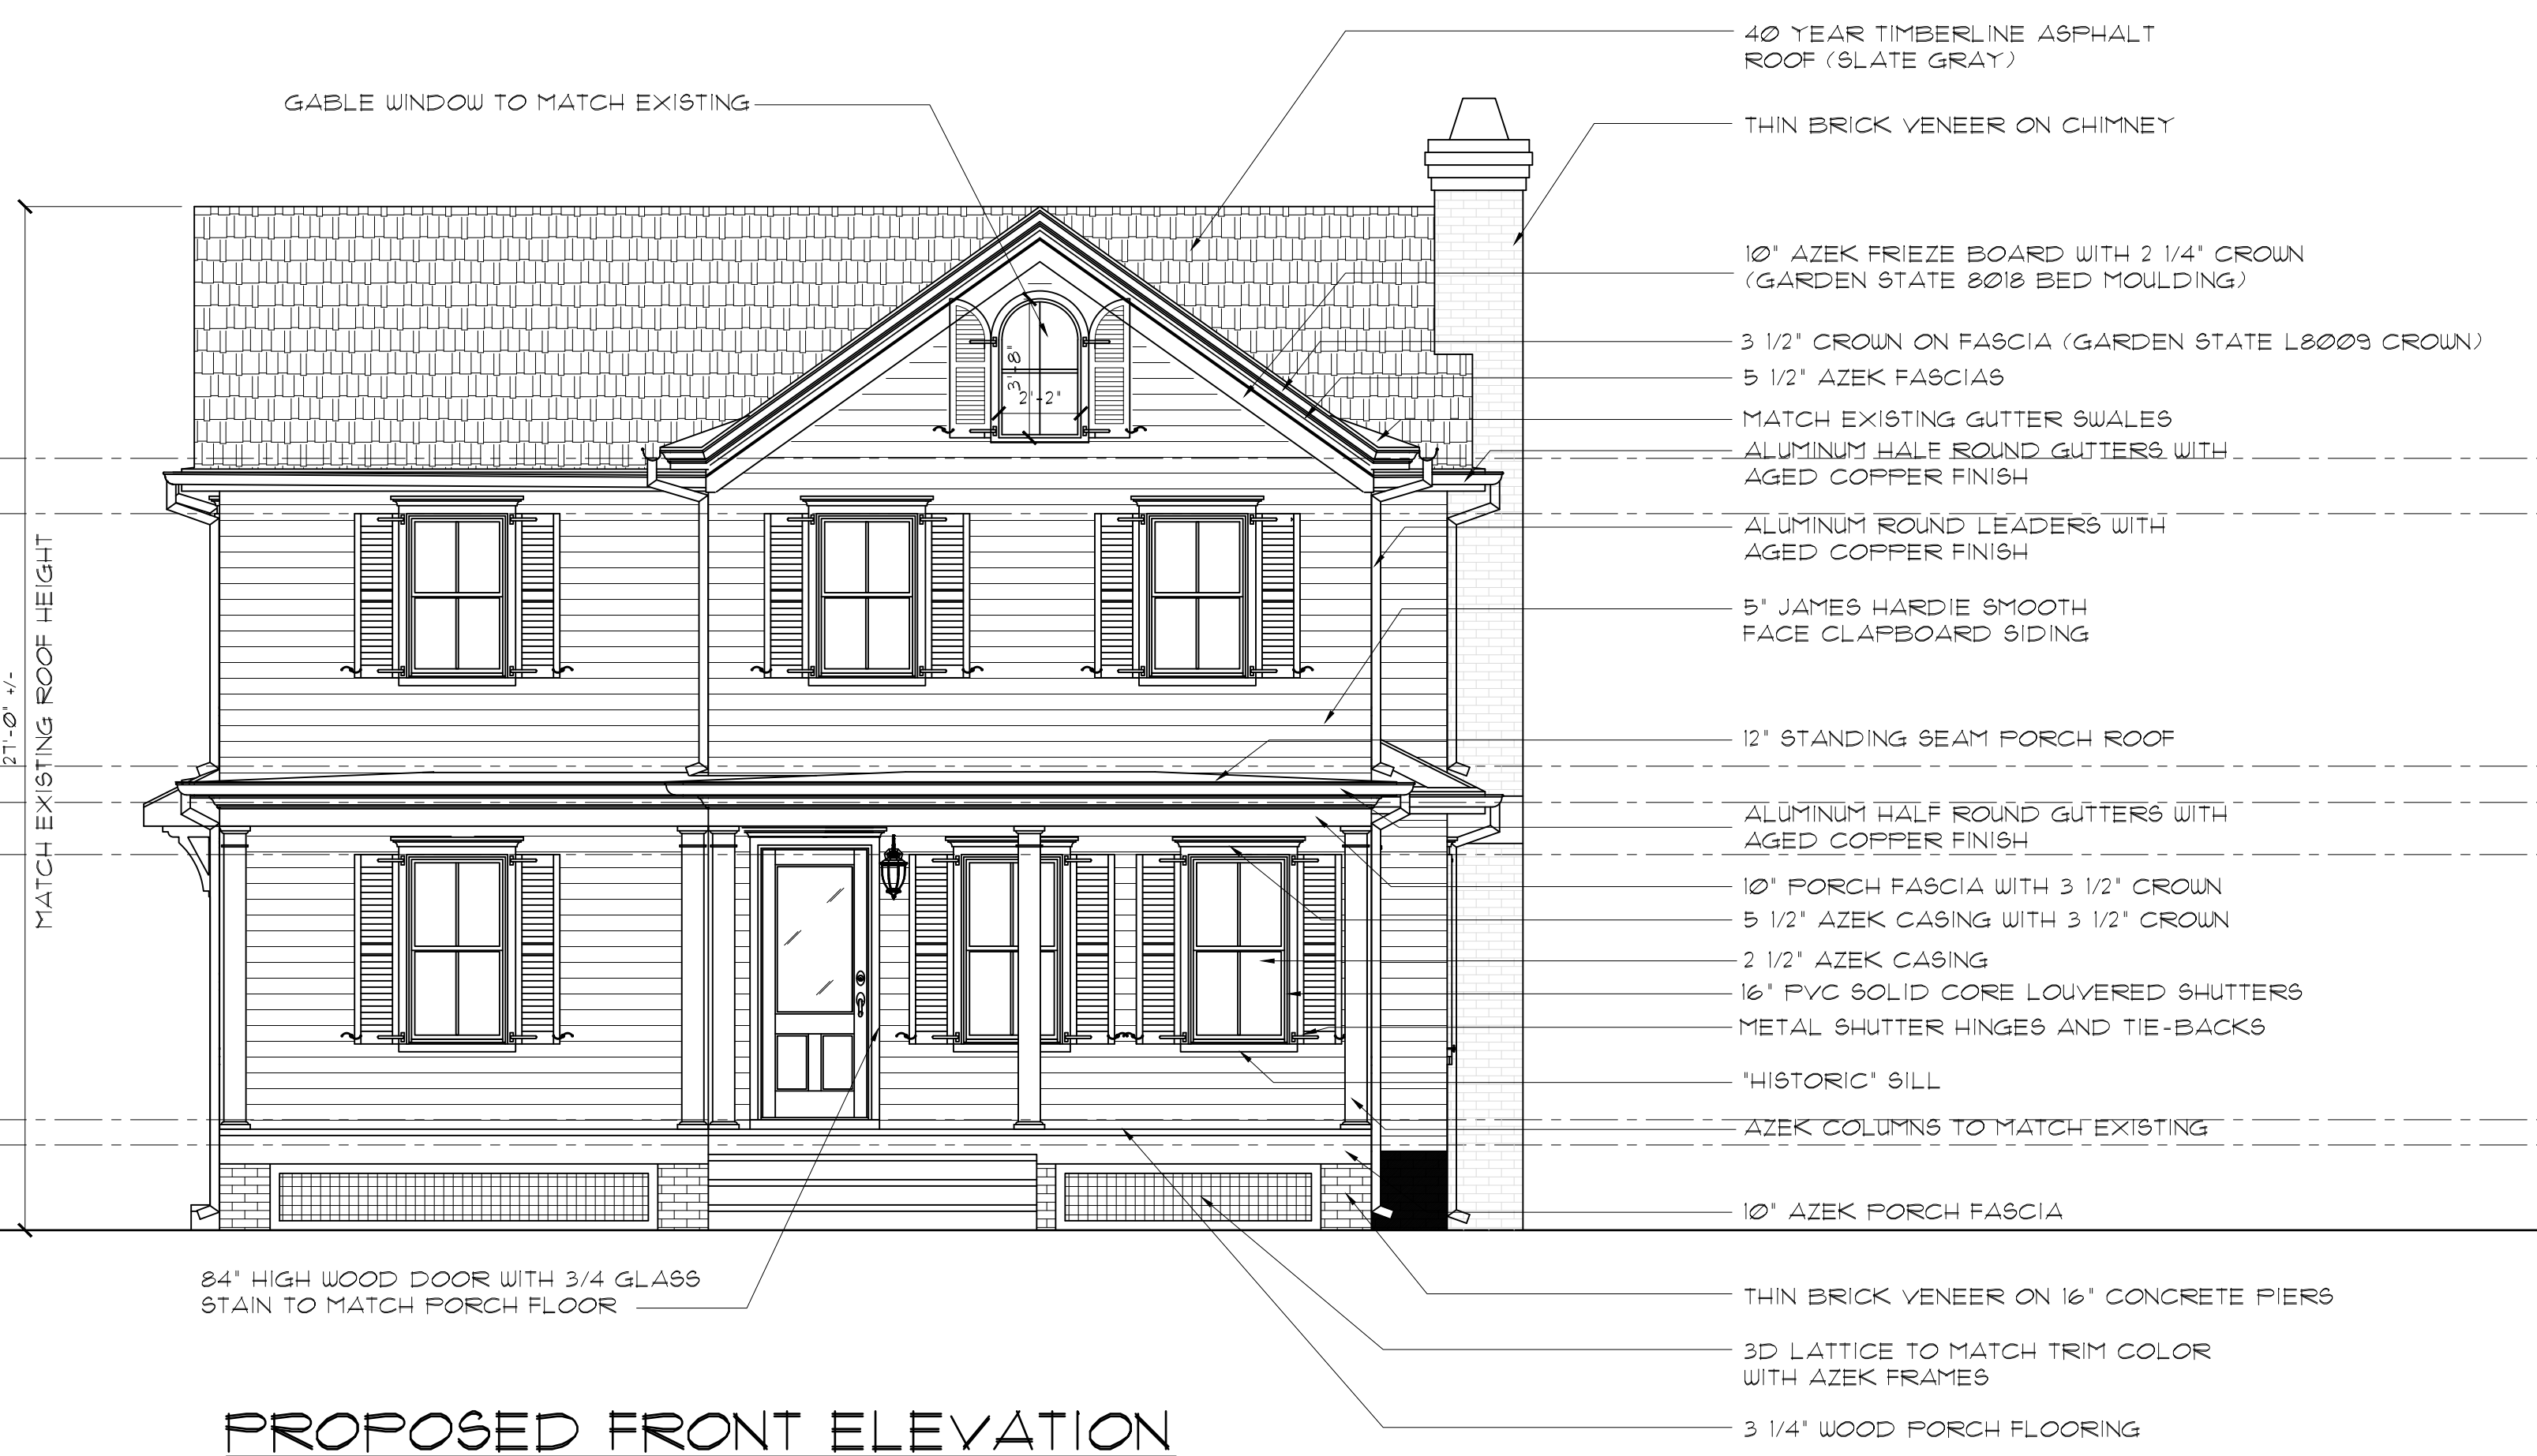 40 YEAR TIMBERLINE ASPHALT
ROOF (SLATE GRAY)
GABLE WINDOW TO MATCH EXISTING
THIN BRICK VENEER ON CHIMNEY
10" AZEK FRIEZE BOARD WITH 2 1/4" CROWN
(GARDEN STATE 8018 BED MOULDING)
3 1/2" CROWN ON FASCIA (GARDEN STATE L8009 CROWN)
5 1/2" AZEK FASCIAS
3'-8"
2'-2"
MATCH EXISTING GUTTER SWALES
ALUMINUM HALF ROUND GUTTERS WITH
AGED COPPER FINISH
ALUMINUM ROUND LEADERS WITH
AGED COPPER FINISH
5" JAMES HARDIE SMOOTH
FACE CLAPBOARD SIDING
27'-0" +/-
MATCH EXISTING ROOF HEIGHT
12" STANDING SEAM PORCH ROOF
ALUMINUM HALF ROUND GUTTERS WITH
AGED COPPER FINISH
10" PORCH FASCIA WITH 3 1/2" CROWN
5 1/2" AZEK CASING WITH 3 1/2" CROWN
2 1/2" AZEK CASING
16" PVC SOLID CORE LOUVERED SHUTTERS
METAL SHUTTER HINGES AND TIE-BACKS
"HISTORIC" SILL
AZEK COLUMNS TO MATCH EXISTING
10" AZEK PORCH FASCIA
84" HIGH WOOD DOOR WITH 3/4 GLASS
STAIN TO MATCH PORCH FLOOR
THIN BRICK VENEER ON 16" CONCRETE PIERS
3D LATTICE TO MATCH TRIM COLOR
WITH AZEK FRAMES
3 1/4" WOOD PORCH FLOORING
PROPOSED FRONT ELEVATION